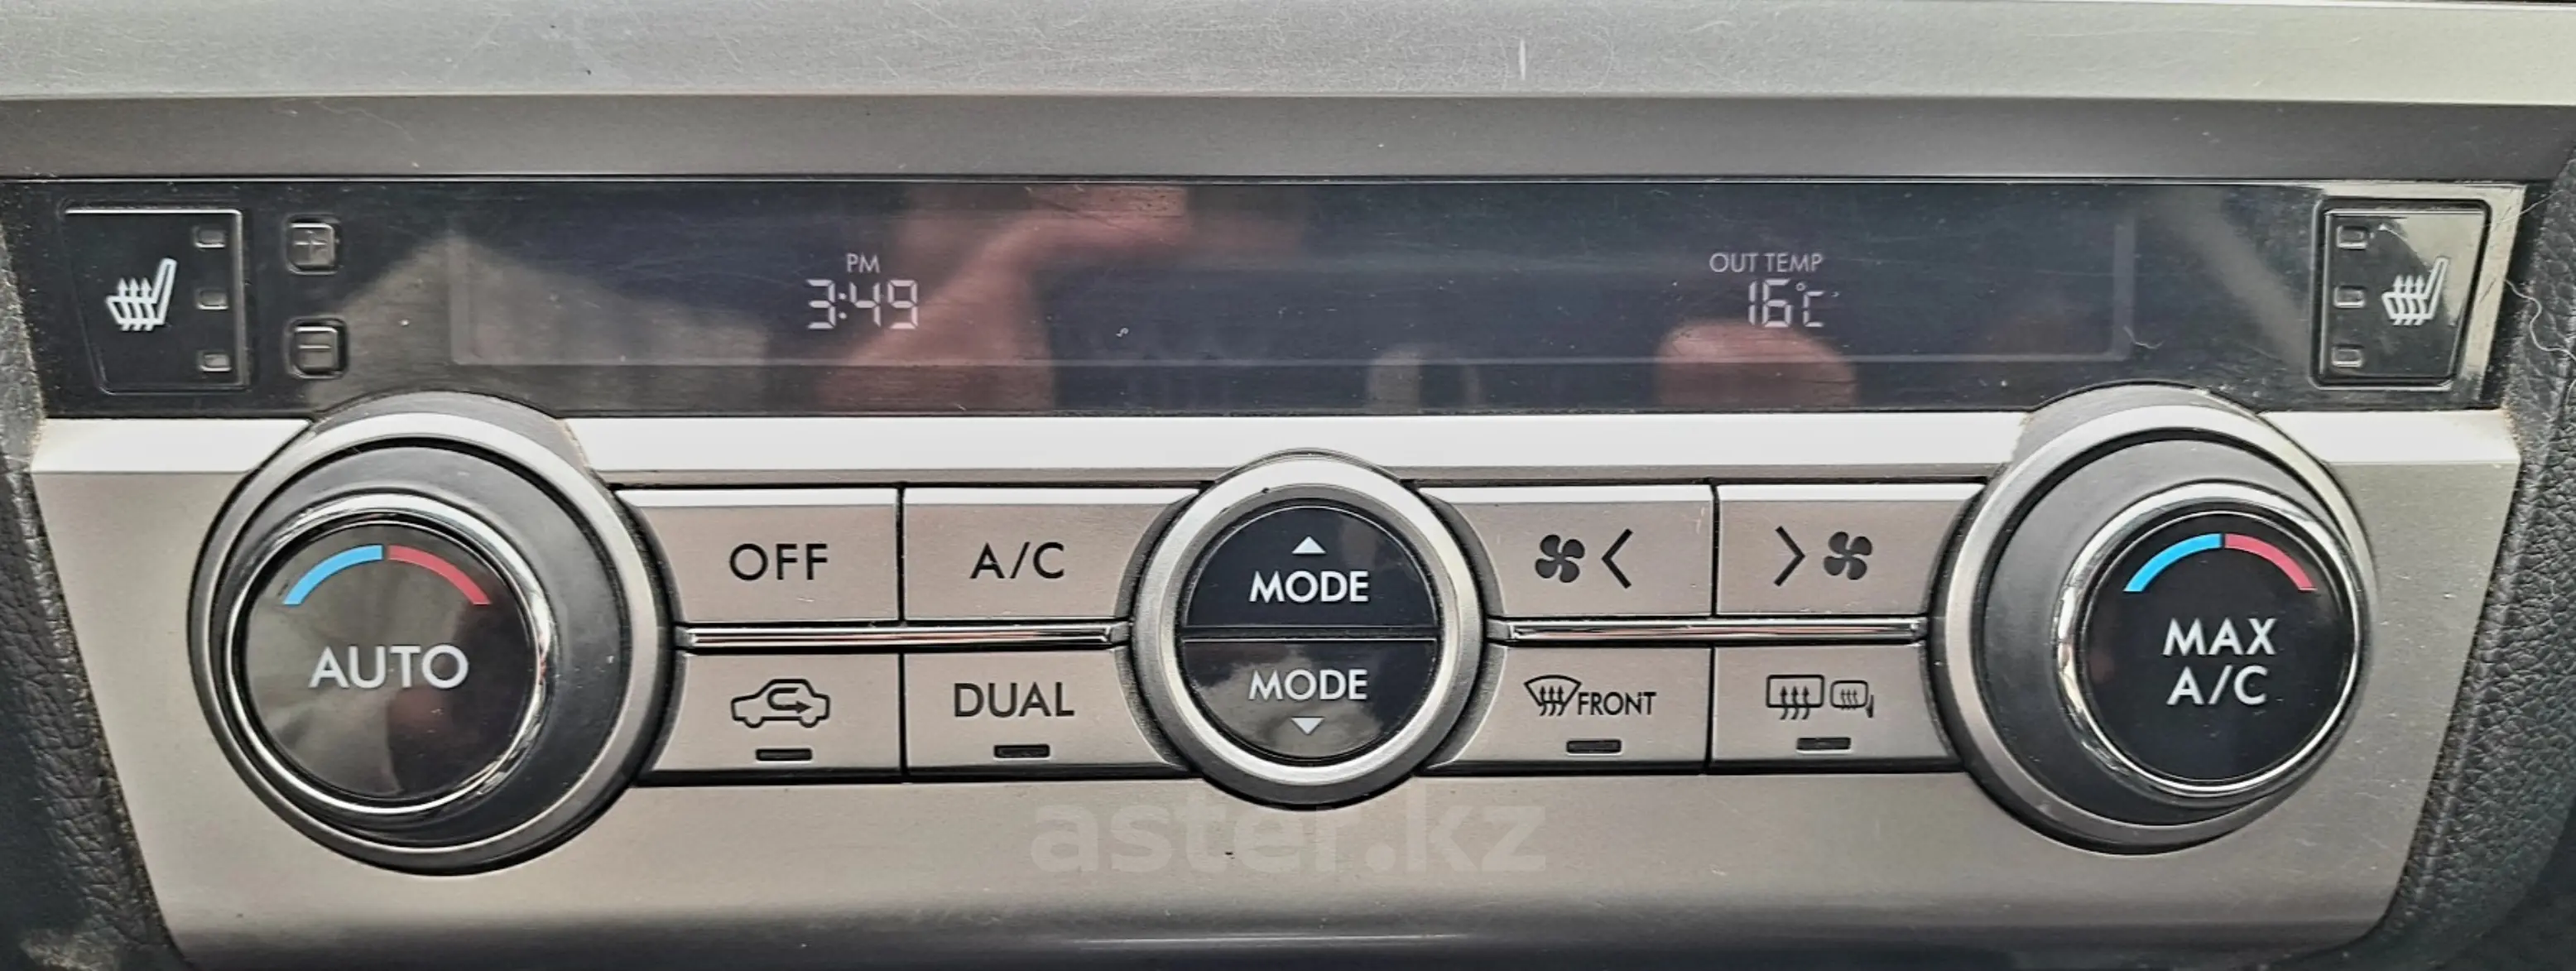 PM
3:49
OUT TEMP
16°C
OFF
A/C
MODE
AUTO
MAX
A/C
DUAL
MODE
FRONT
aster.kz